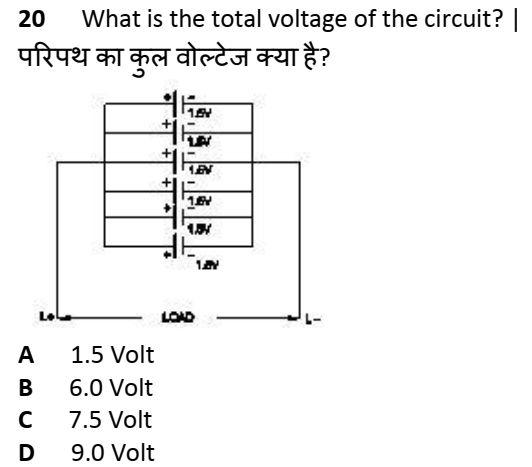 20 What is the total voltage of the circuit? |
परिपथ का कुल वोल्टेज क्या है?
+ -
1.5V
+ -
1.5V
+ -
1.5V
+ -
1.5V
+ -
1.5V
+ -
1.5V
L+ LOAD L-
A 1.5 Volt
B 6.0 Volt
C 7.5 Volt
D 9.0 Volt